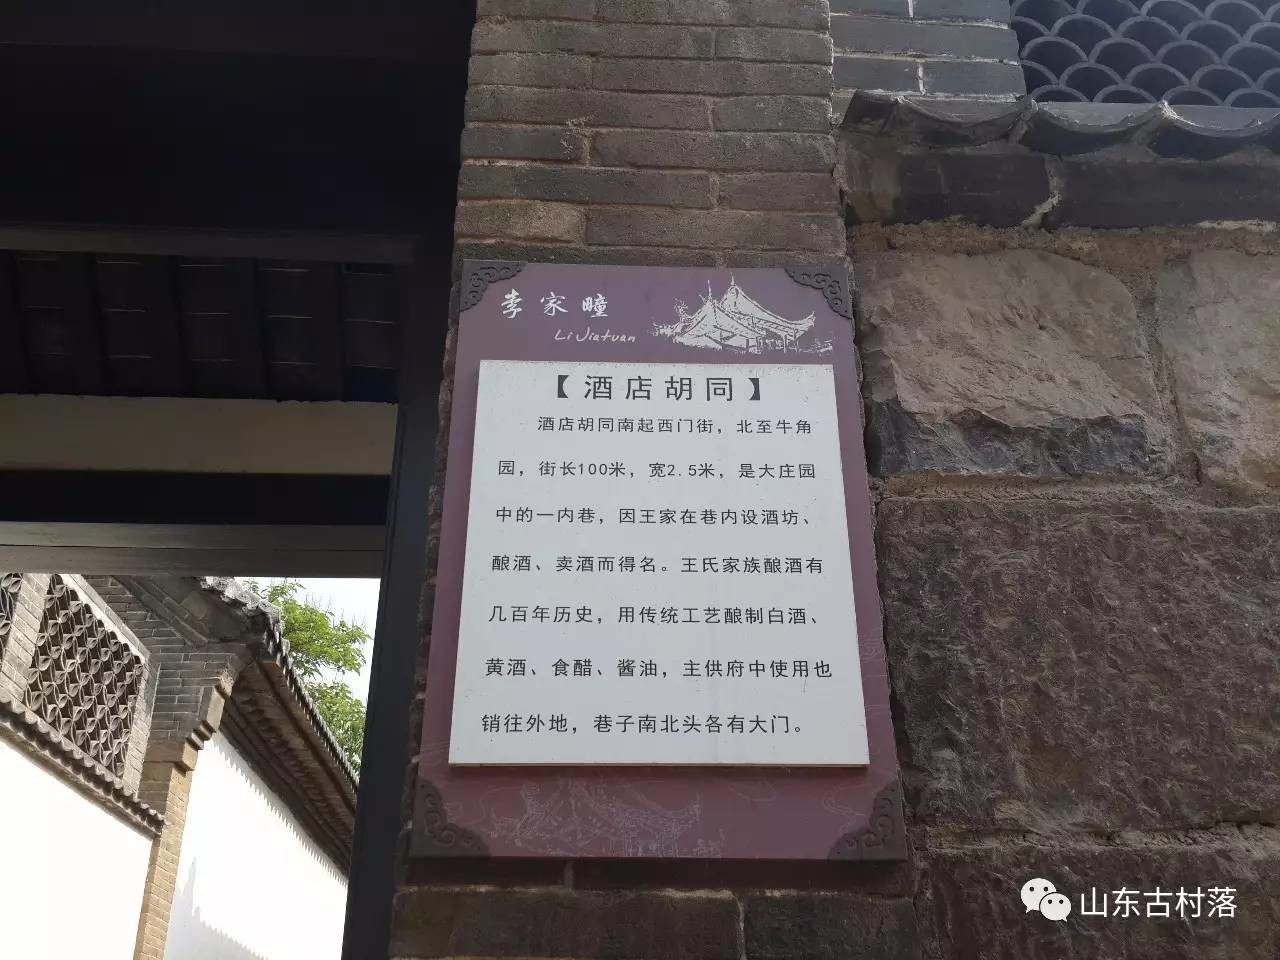 李家疃
Li Jiatuan
【酒店胡同】
酒店胡同南起西门街，北至牛角
园，街长100米，宽2.5米，是大庄园
中的一内巷，因王家在巷内设酒坊、
酿酒、卖酒而得名。王氏家族酿酒有
几百年历史，用传统工艺酿制白酒、
黄酒、食醋、酱油，主供府中使用也
销往外地，巷子南北头各有大门。
山东古村落